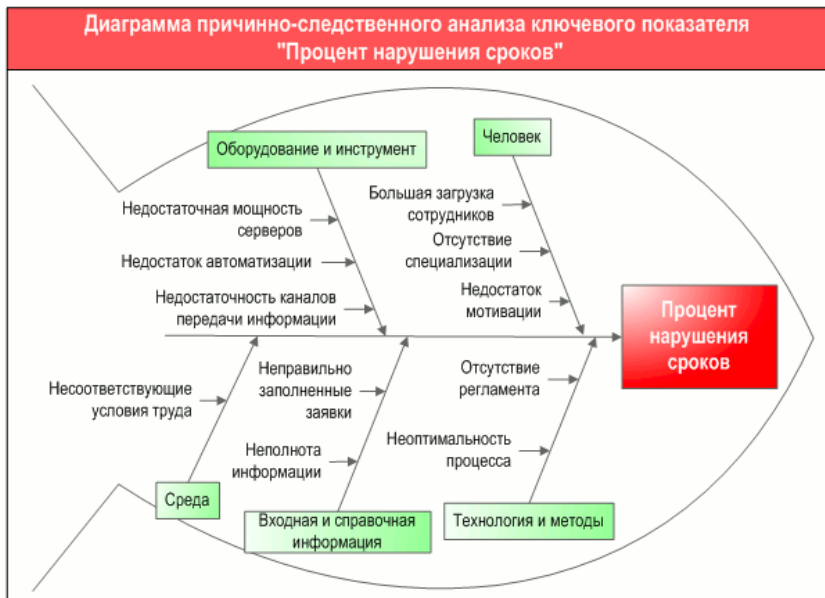 Диаграмма причинно-следственного анализа ключевого показателя
"Процент нарушения сроков"
Оборудование и инструмент
Человек
Недостаточная мощность
серверов
Недостаток автоматизации
Недостаточность каналов
передачи информации
Большая загрузка
сотрудников
Отсутствие
специализации
Недостаток
мотивации
Процент
нарушения
сроков
Несоответствующие
условия труда
Неправильно
заполненные
заявки
Неполнота
информации
Отсутствие
регламента
Неоптимальность
процесса
Среда
Входная и справочная
информация
Технология и методы